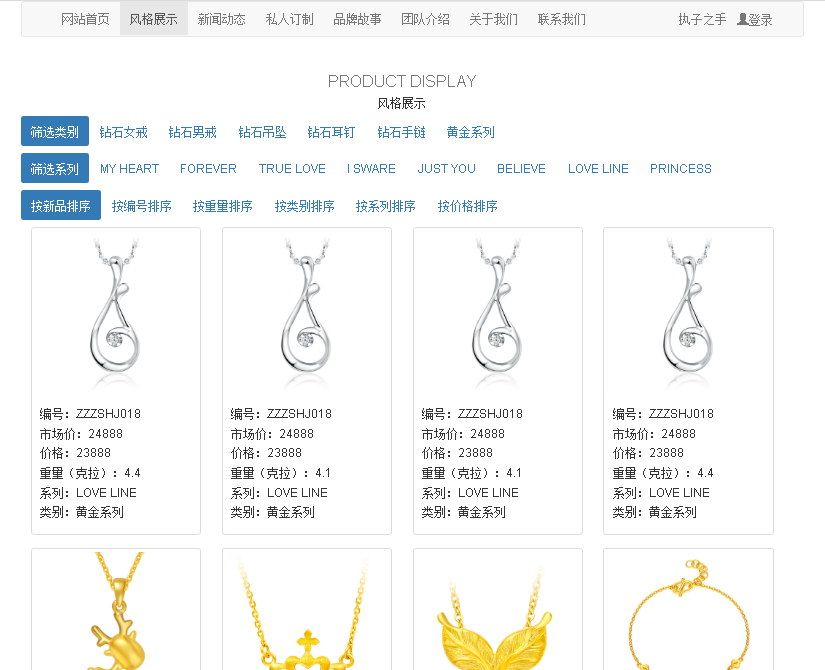 网站首页 风格展示 新闻动态 私人订制 品牌故事 团队介绍 关于我们 联系我们 执子之手 登录
PRODUCT DISPLAY
风格展示
筛选类别 钻石女戒 钻石男戒 钻石吊坠 钻石耳钉 钻石手链 黄金系列
筛选系列 MY HEART FOREVER TRUE LOVE I SWARE JUST YOU BELIEVE LOVE LINE PRINCESS
按新品排序 按编号排序 按重量排序 按类别排序 按系列排序 按价格排序
编号：ZZZSHJ018 编号：ZZZSHJ018 编号：ZZZSHJ018 编号：ZZZSHJ018
市场价：24888 市场价：24888 市场价：24888 市场价：24888
价格：23888 价格：23888 价格：23888 价格：23888
重量（克拉）：4.4 重量（克拉）：4.1 重量（克拉）：4.1 重量（克拉）：4.4
系列：LOVE LINE 系列：LOVE LINE 系列：LOVE LINE 系列：LOVE LINE
类别：黄金系列 类别：黄金系列 类别：黄金系列 类别：黄金系列